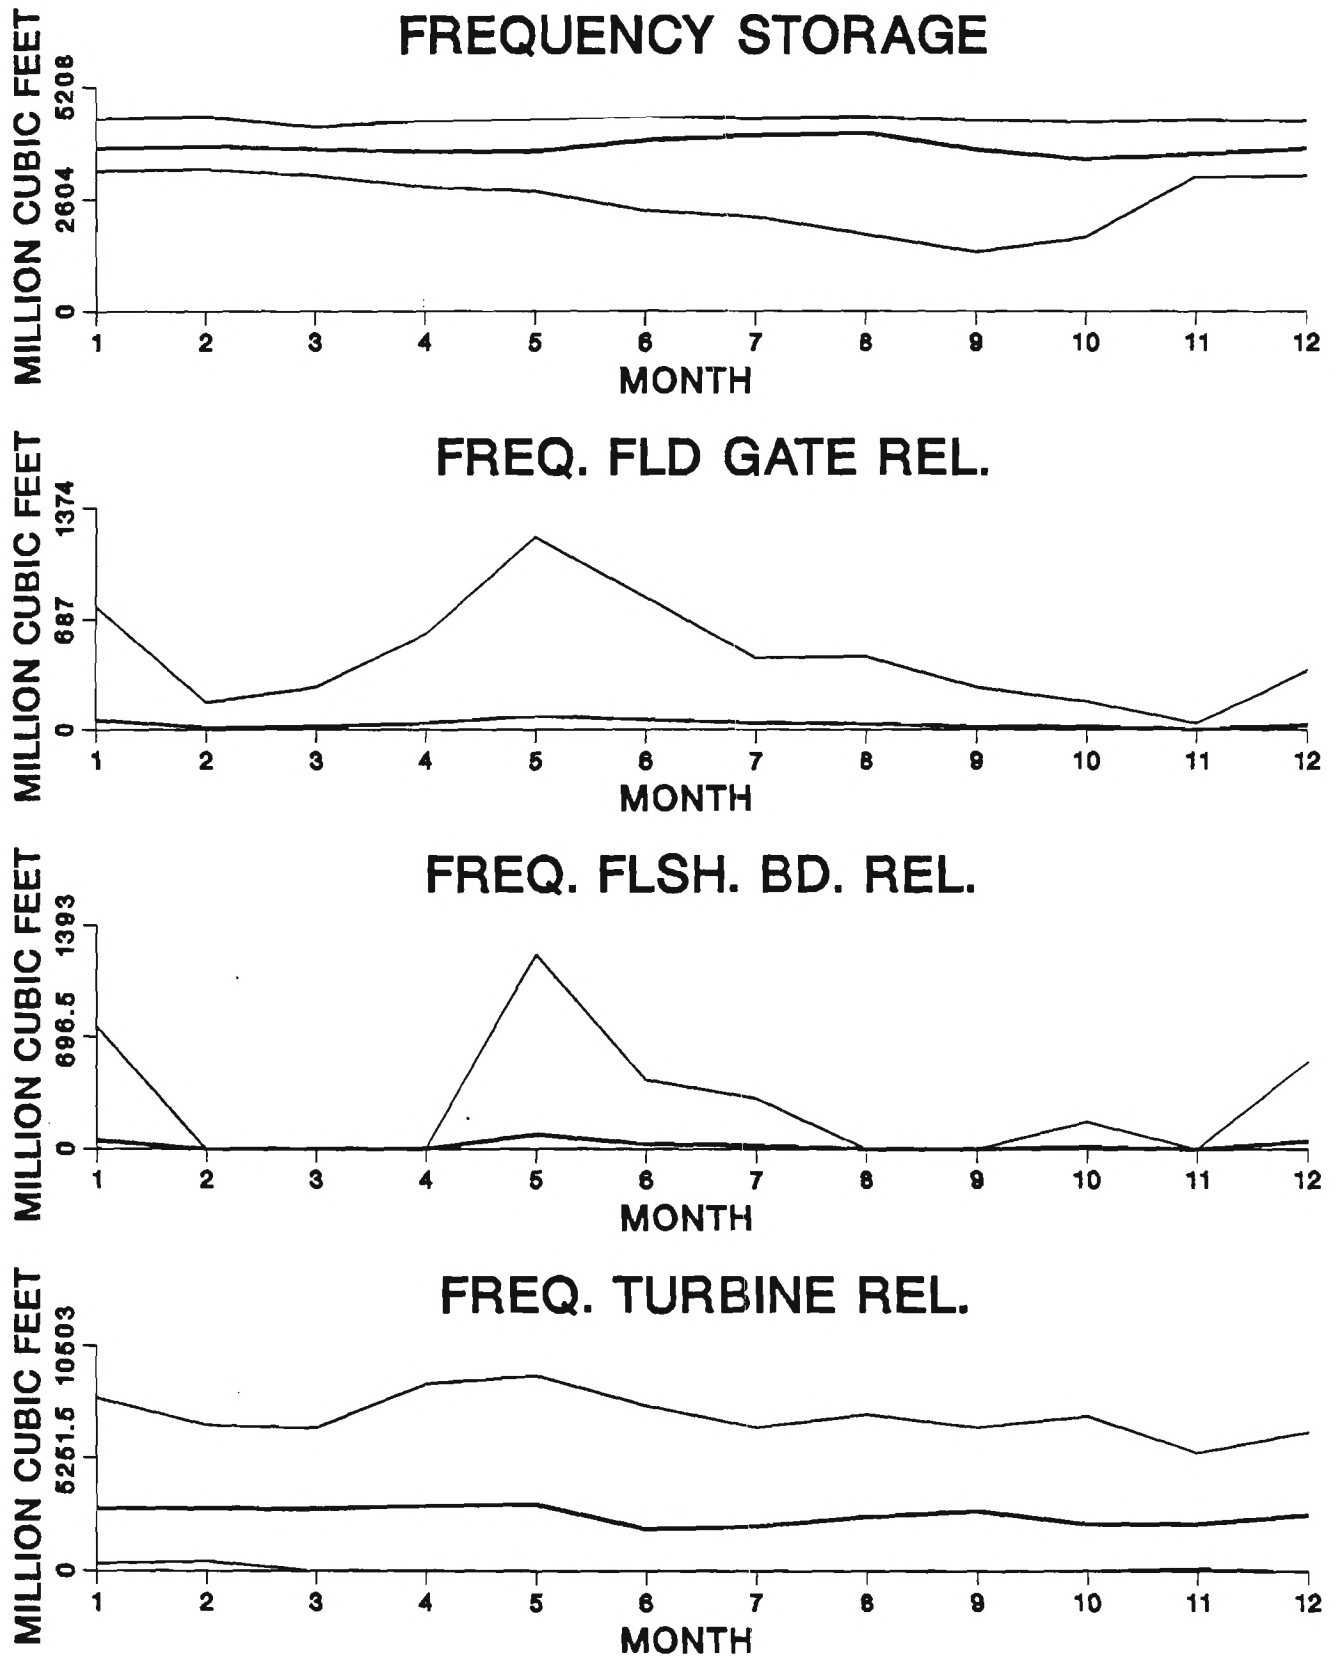 FREQUENCY STORAGE
MILLION CUBIC FEET
5208
2604
0
1 2 3 4 5 6 7 8 9 10 11 12
MONTH
FREQ. FLD GATE REL.
MILLION CUBIC FEET
1374
687
0
1 2 3 4 5 6 7 8 9 10 11 12
MONTH
FREQ. FLSH. BD. REL.
MILLION CUBIC FEET
1393
696.5
0
1 2 3 4 5 6 7 8 9 10 11 12
MONTH
FREQ. TURBINE REL.
MILLION CUBIC FEET
10503
5251.5
0
1 2 3 4 5 6 7 8 9 10 11 12
MONTH